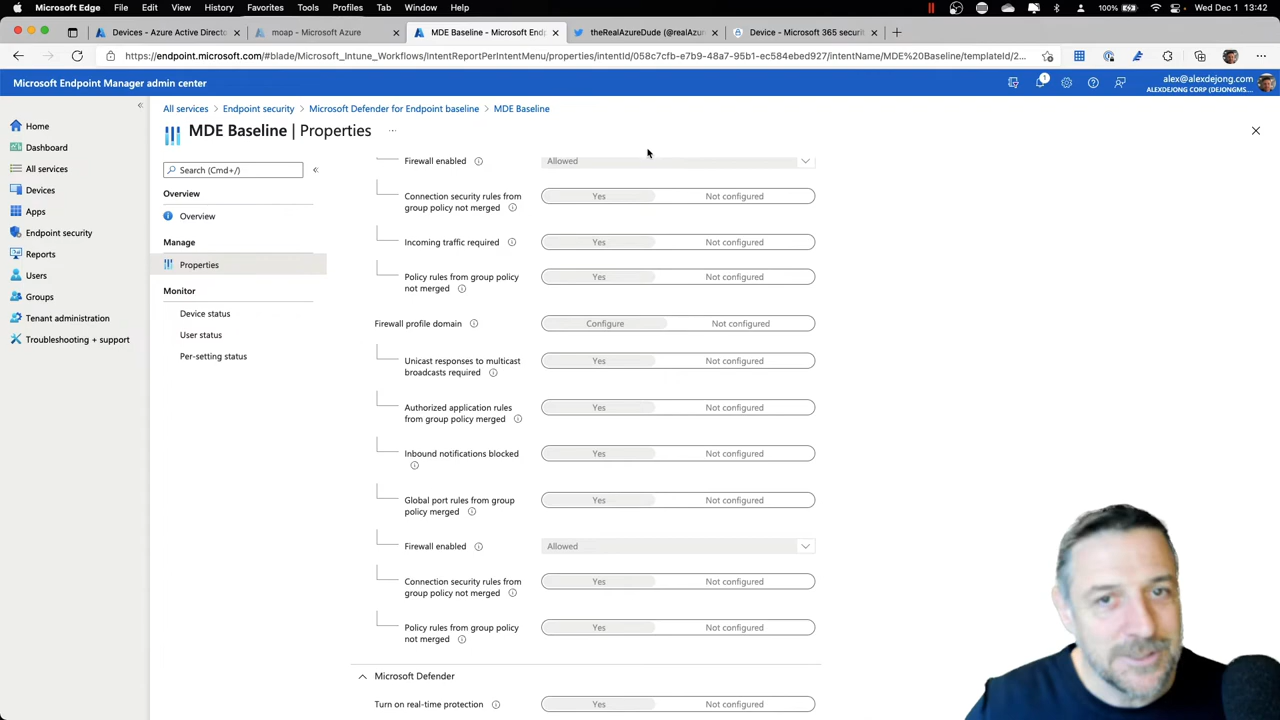 Microsoft Edge File Edit View History Favorites Tools Profiles Tab Window Help 100% Wed Dec 1 13:42
Devices - Azure Active Directo
moap - Microsoft Azure
MDE Baseline - Microsoft Endp
theRealAzureDude (@realAzur
Device - Microsoft 365 securit
https://endpoint.microsoft.com/#blade/Microsoft_Intune_Workflows/IntentReportPerIntentMenu/properties/intentId/058c7cfb-e7b9-48a7-95b1-ec584ebed927/intentName/MDE%20Baseline/templateId/2...
Microsoft Endpoint Manager admin center
1
alex@alexdejong.com
ALEXDEJONG CORP (DEJONGMS...
Home
Dashboard
All services
Devices
Apps
Endpoint security
Reports
Users
Groups
Tenant administration
Troubleshooting + support
All services > Endpoint security > Microsoft Defender for Endpoint baseline > MDE Baseline
MDE Baseline | Properties ...
Search (Cmd+/)
Overview
Overview
Manage
Properties
Monitor
Device status
User status
Per-setting status
Firewall enabled Allowed
Connection security rules from
group policy not merged
Yes Not configured
Incoming traffic required Yes Not configured
Policy rules from group policy
not merged
Yes Not configured
Firewall profile domain Configure Not configured
Unicast responses to multicast
broadcasts required
Yes Not configured
Authorized application rules
from group policy merged
Yes Not configured
Inbound notifications blocked Yes Not configured
Global port rules from group
policy merged
Yes Not configured
Firewall enabled Allowed
Connection security rules from
group policy not merged
Yes Not configured
Policy rules from group policy
not merged
Yes Not configured
Microsoft Defender
Turn on real-time protection Yes Not configured